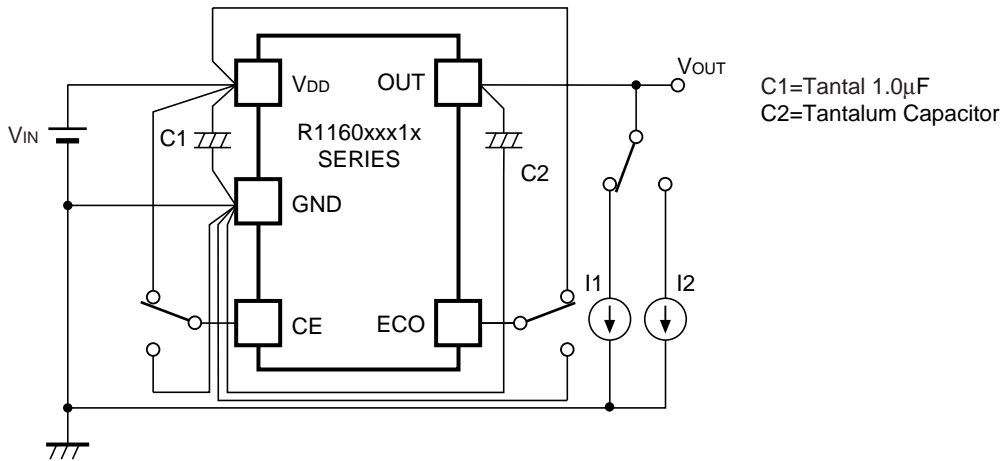 VDD
OUT
VOUT
C1=Tantal 1.0µF
C2=Tantalum Capacitor
VIN
C1
R1160xxx1x
SERIES
C2
GND
I1
I2
CE
ECO